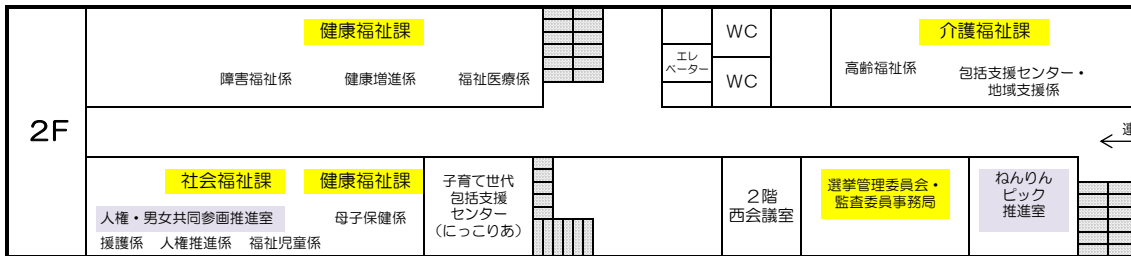 2F
健康福祉課
障害福祉係 健康増進係 福祉医療係
エレ
ベーター
WC
WC
介護福祉課
高齢福祉係
包括支援センター・
地域支援係
社会福祉課
人権・男女共同参画推進室
援護係 人権推進係 福祉児童係
健康福祉課
母子保健係
子育て世代
包括支援
センター
（にっこりあ）
２階
西会議室
選挙管理委員会・
監査委員事務局
ねんりん
ピック
推進室